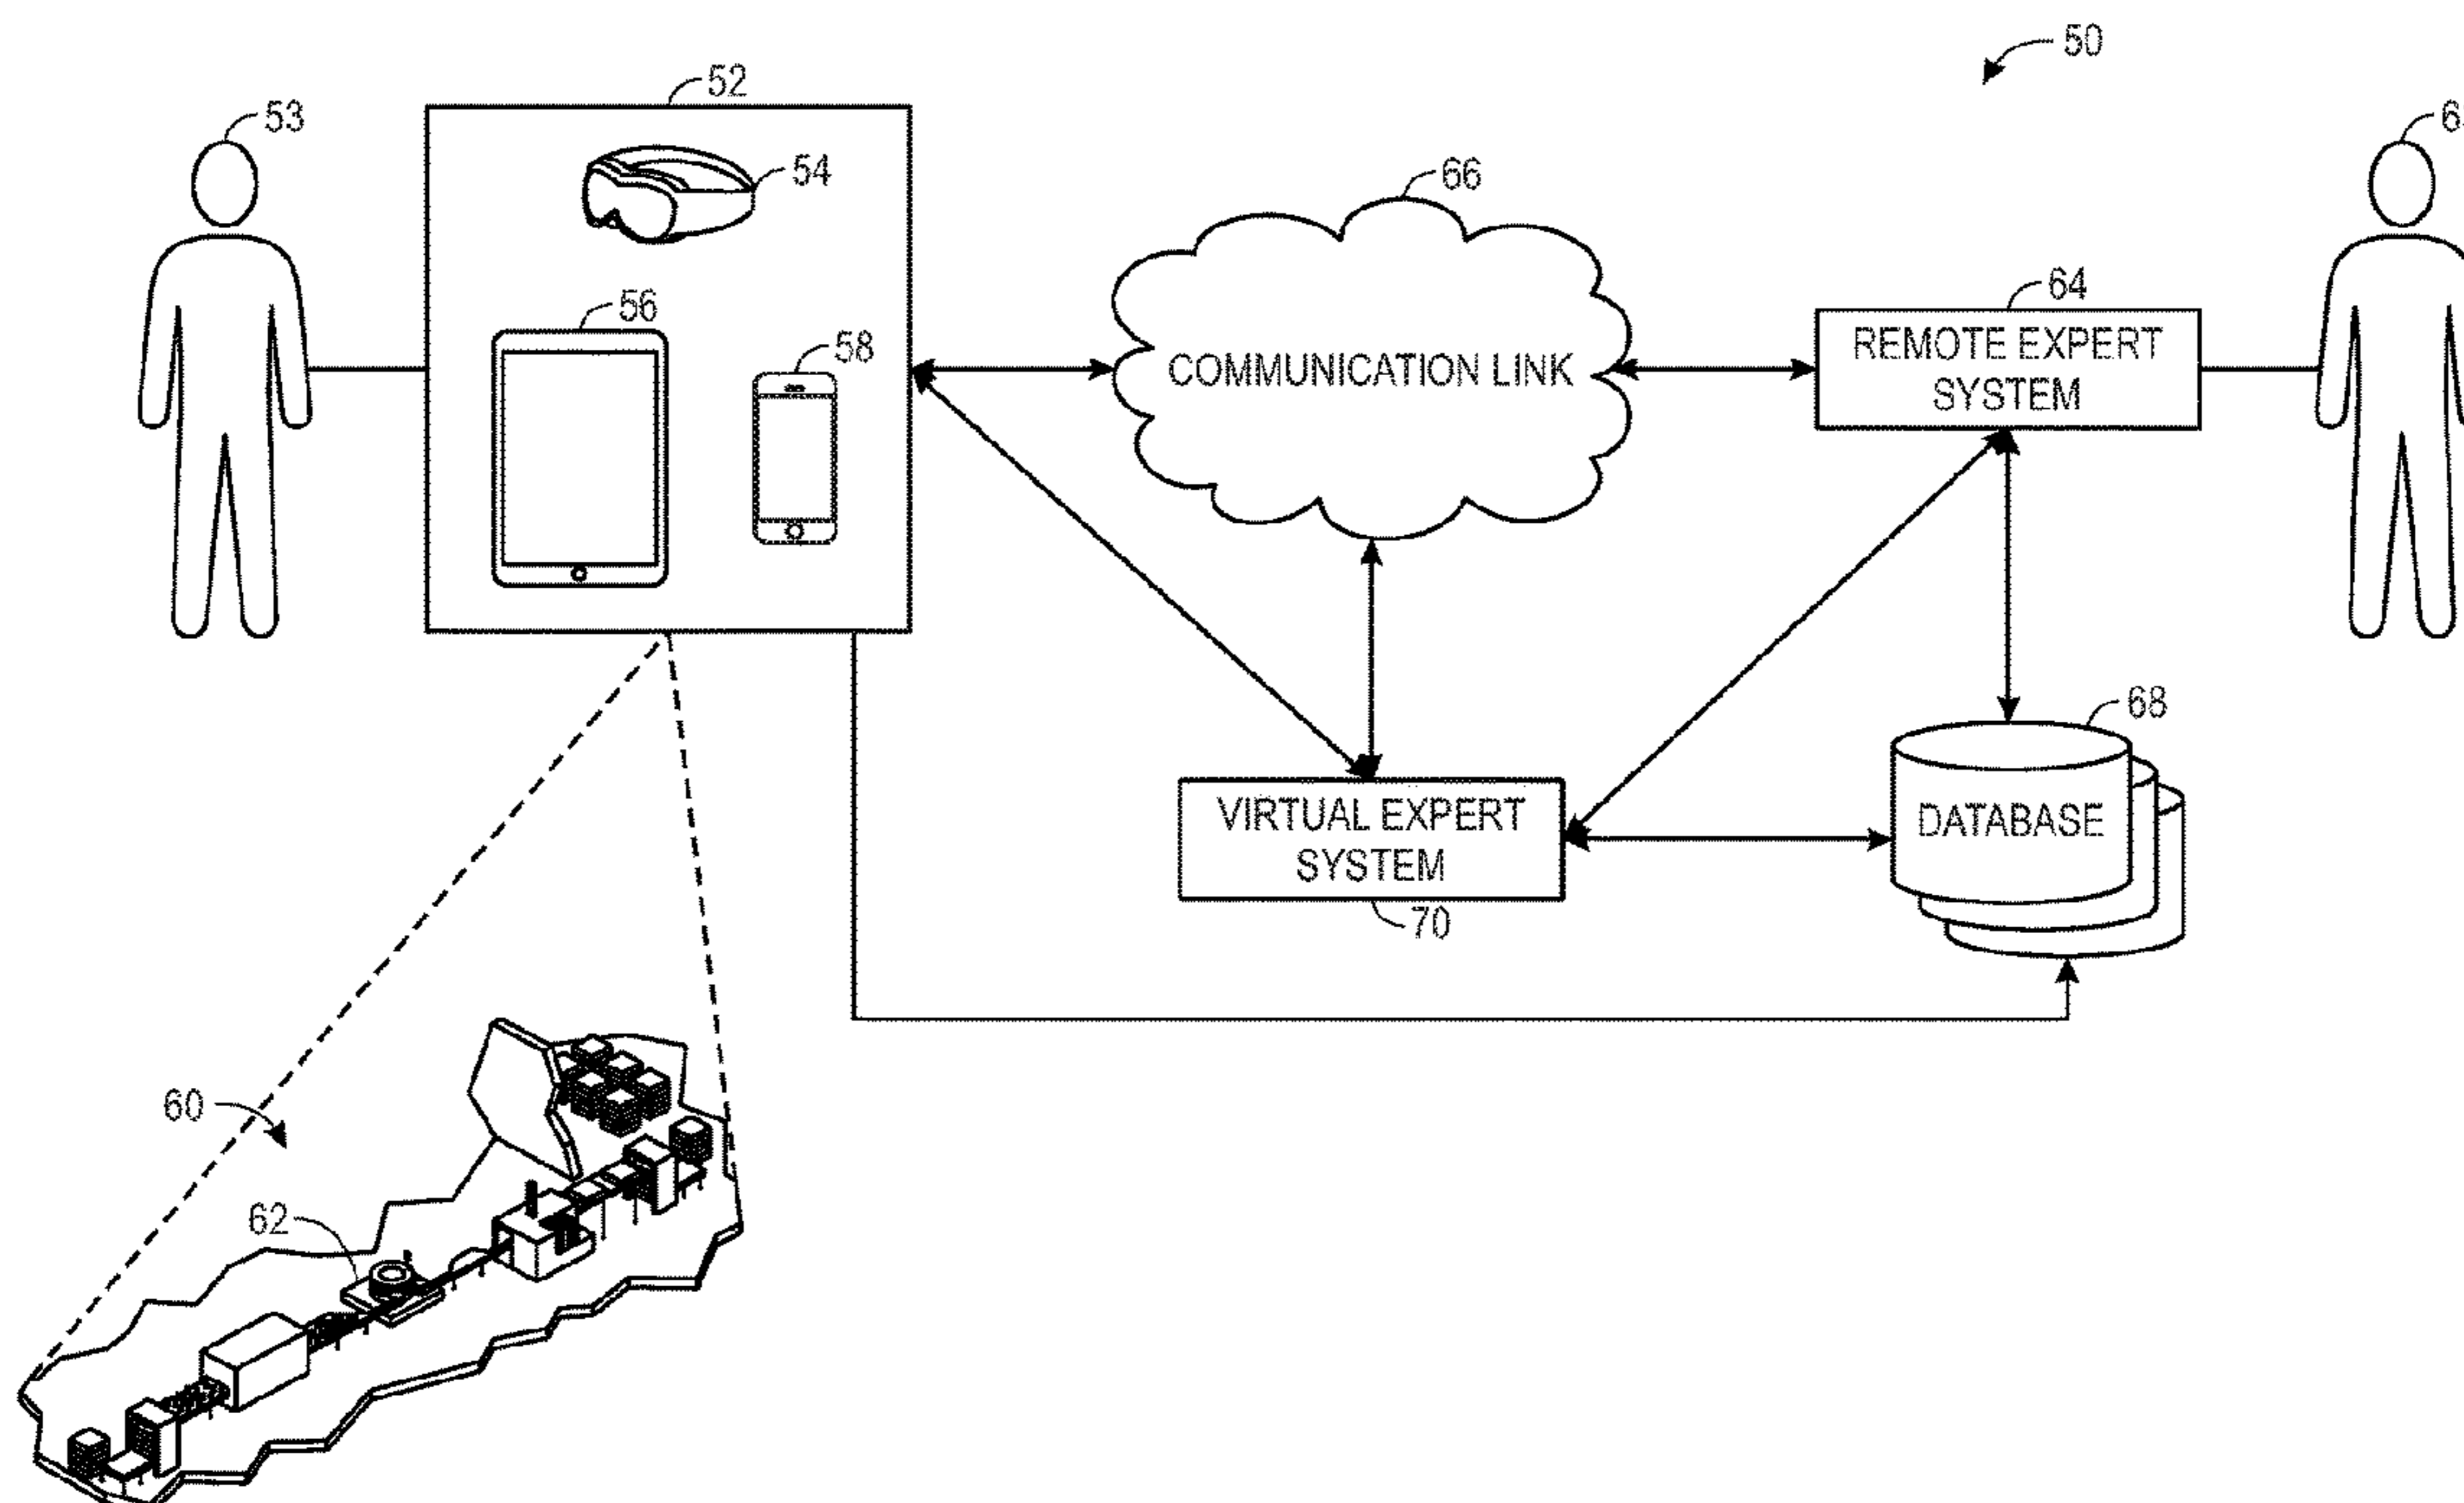 50
52
53
54
66
56
58
64
COMMUNICATION LINK
REMOTE EXPERT
SYSTEM
68
VIRTUAL EXPERT
SYSTEM
DATABASE
70
60
62